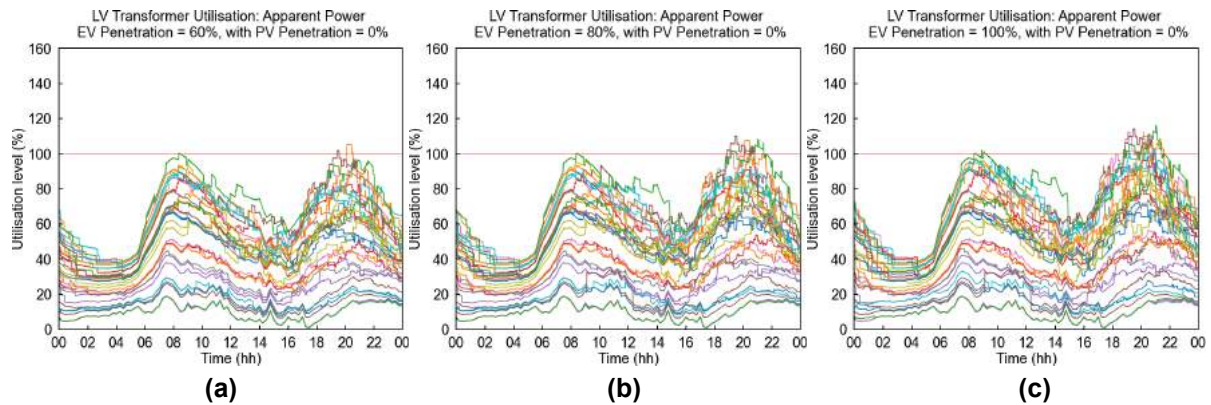 LV Transformer Utilisation: Apparent Power
EV Penetration = 60%, with PV Penetration = 0%
160
140
120
100
80
60
40
20
0
Utilisation level (%)
00 02 04 06 08 10 12 14 16 18 20 22 00
Time (hh)
(a)
LV Transformer Utilisation: Apparent Power
EV Penetration = 80%, with PV Penetration = 0%
160
140
120
100
80
60
40
20
0
Utilisation level (%)
00 02 04 06 08 10 12 14 16 18 20 22 00
Time (hh)
(b)
LV Transformer Utilisation: Apparent Power
EV Penetration = 100%, with PV Penetration = 0%
160
140
120
100
80
60
40
20
0
Utilisation level (%)
00 02 04 06 08 10 12 14 16 18 20 22 00
Time (hh)
(c)